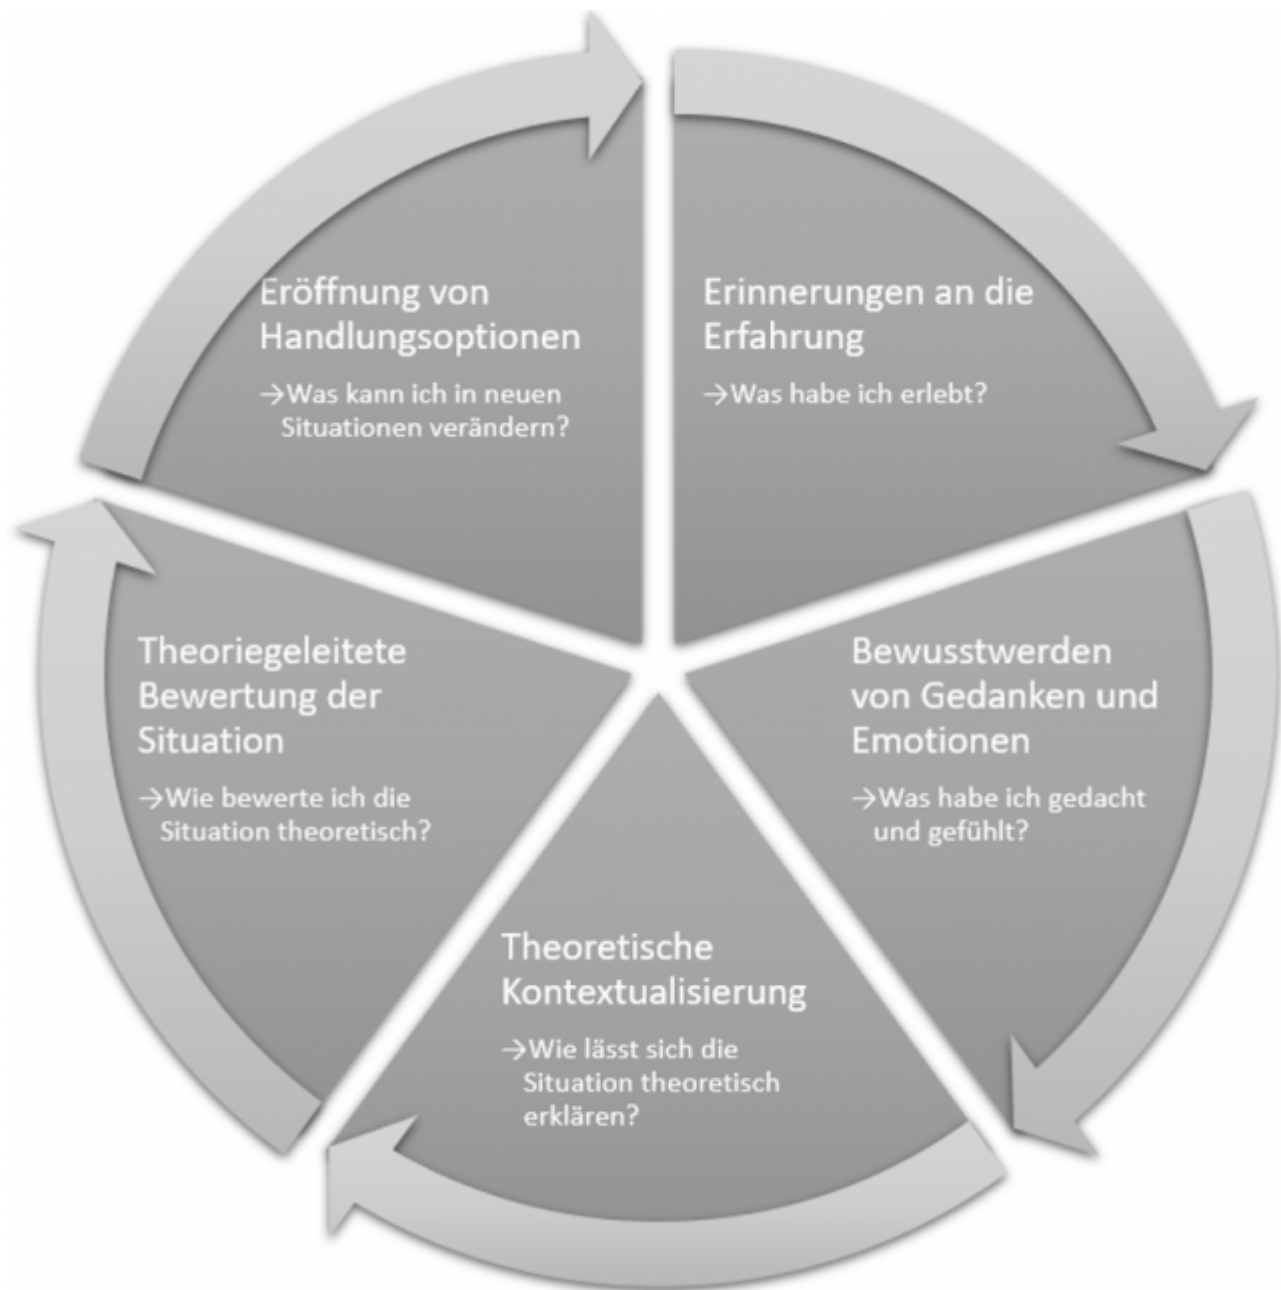 Erinnerungen an die
Erfahrung
→Was habe ich erlebt?
Bewusstwerden
von Gedanken und
Emotionen
→Was habe ich gedacht
und gefühlt?
Theoretische
Kontextualisierung
→Wie lässt sich die
Situation theoretisch
erklären?
Theoriegeleitete
Bewertung der
Situation
→Wie bewerte ich die
Situation theoretisch?
Eröffnung von
Handlungsoptionen
→Was kann ich in neuen
Situationen verändern?